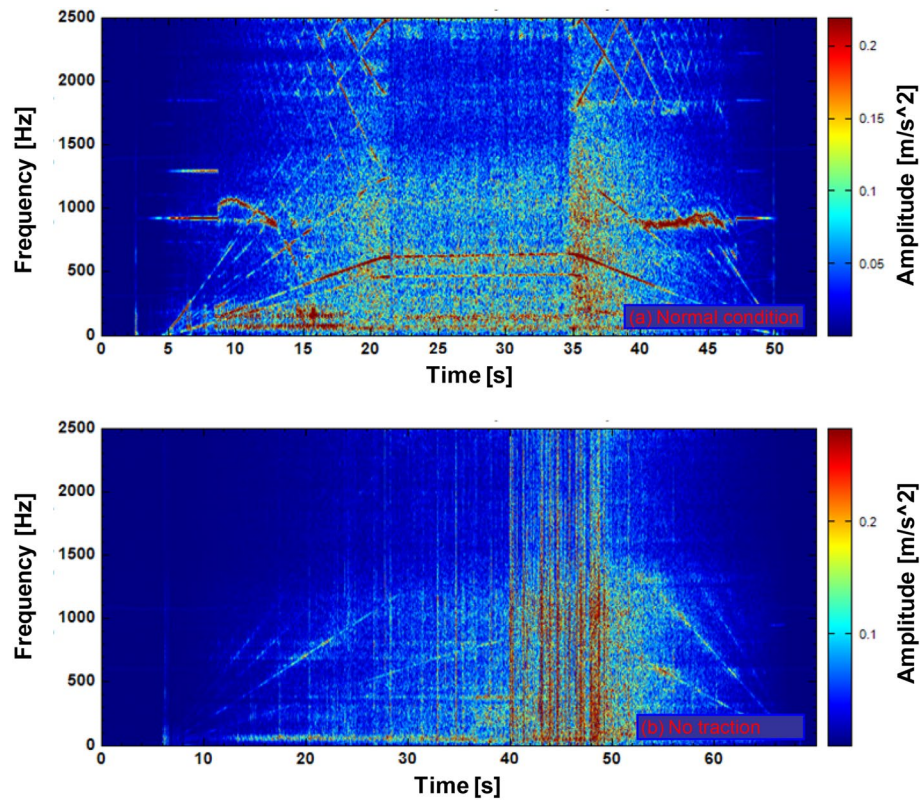 2500
2000
1500
1000
500
0
Frequency [Hz]
0 5 10 15 20 25 30 35 40 45 50
Time [s]
(a) Normal condition
0.2
0.15
0.1
0.05
Amplitude [m/s^2]
2500
2000
1500
1000
500
0
Frequency [Hz]
0 10 20 30 40 50 60
Time [s]
(b) No traction
0.2
0.1
Amplitude [m/s^2]